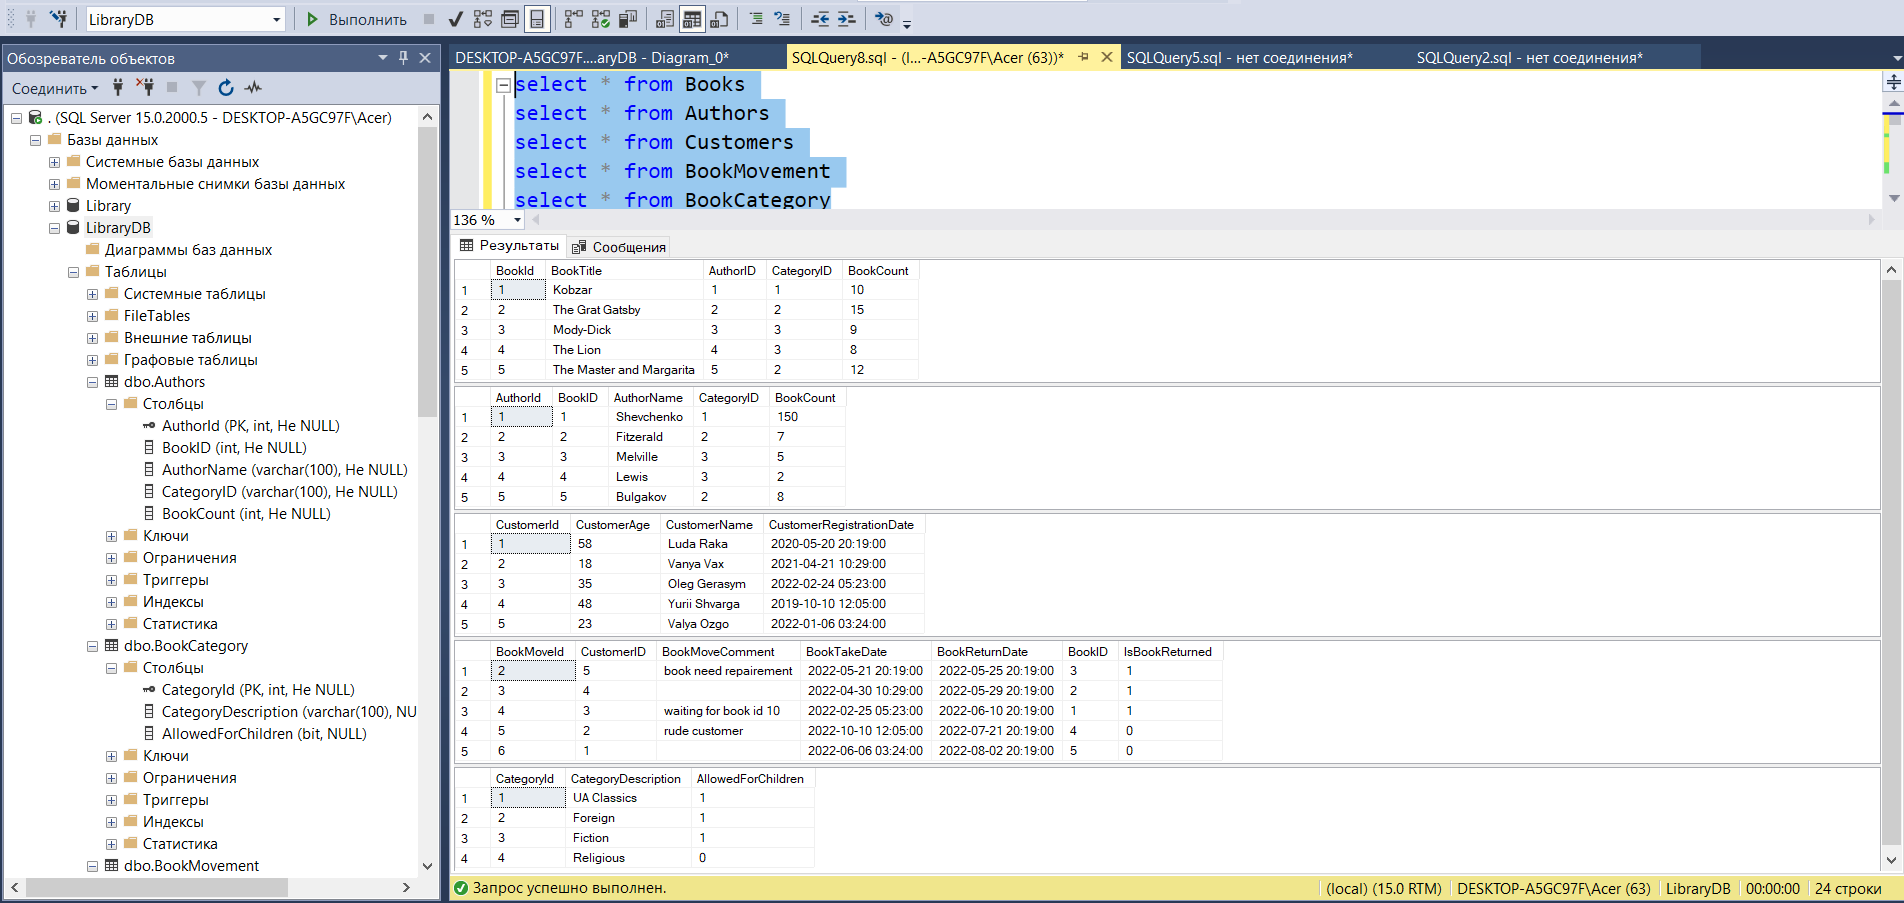 LibraryDB
Выполнить
Обозреватель объектов
Соединить
. (SQL Server 15.0.2000.5 - DESKTOP-A5GC97F\Acer)
Базы данных
Системные базы данных
Моментальные снимки базы данных
Library
LibraryDB
Диаграммы баз данных
Таблицы
Системные таблицы
FileTables
Внешние таблицы
Графовые таблицы
dbo.Authors
Столбцы
AuthorId (PK, int, Не NULL)
BookID (int, Не NULL)
AuthorName (varchar(100), Не NULL)
CategoryID (varchar(100), Не NULL)
BookCount (int, Не NULL)
Ключи
Ограничения
Триггеры
Индексы
Статистика
dbo.BookCategory
Столбцы
CategoryId (PK, int, Не NULL)
CategoryDescription (varchar(100), NU
AllowedForChildren (bit, NULL)
Ключи
Ограничения
Триггеры
Индексы
Статистика
dbo.BookMovement
DESKTOP-A5GC97F....aryDB - Diagram_0* SQLQuery8.sql - (l...-A5GC97F\Acer (63))* SQLQuery5.sql - нет соединения* SQLQuery2.sql - нет соединения*
select * from Books
select * from Authors
select * from Customers
select * from BookMovement
select * from BookCategory
136 %
Результаты Сообщения
BookId BookTitle AuthorID CategoryID BookCount
1 1 Kobzar 1 1 10
2 2 The Grat Gatsby 2 2 15
3 3 Mody-Dick 3 3 9
4 4 The Lion 4 3 8
5 5 The Master and Margarita 5 2 12
AuthorId BookID AuthorName CategoryID BookCount
1 1 1 Shevchenko 1 150
2 2 2 Fitzerald 2 7
3 3 3 Melville 3 5
4 4 4 Lewis 3 2
5 5 5 Bulgakov 2 8
CustomerId CustomerAge CustomerName CustomerRegistrationDate
1 1 58 Luda Raka 2020-05-20 20:19:00
2 2 18 Vanya Vax 2021-04-21 10:29:00
3 3 35 Oleg Gerasym 2022-02-24 05:23:00
4 4 48 Yurii Shvarga 2019-10-10 12:05:00
5 5 23 Valya Ozgo 2022-01-06 03:24:00
BookMoveId CustomerID BookMoveComment BookTakeDate BookReturnDate BookID IsBookReturned
1 2 5 book need repairement 2022-05-21 20:19:00 2022-05-25 20:19:00 3 1
2 3 4 2022-04-30 10:29:00 2022-05-29 20:19:00 2 1
3 4 3 waiting for book id 10 2022-02-25 05:23:00 2022-06-10 20:19:00 1 1
4 5 2 rude customer 2022-10-10 12:05:00 2022-07-21 20:19:00 4 0
5 6 1 2022-06-06 03:24:00 2022-08-02 20:19:00 5 0
CategoryId CategoryDescription AllowedForChildren
1 1 UA Classics 1
2 2 Foreign 1
3 3 Fiction 1
4 4 Religious 0
Запрос успешно выполнен. (local) (15.0 RTM) DESKTOP-A5GC97F\Acer (63) LibraryDB 00:00:00 24 строки